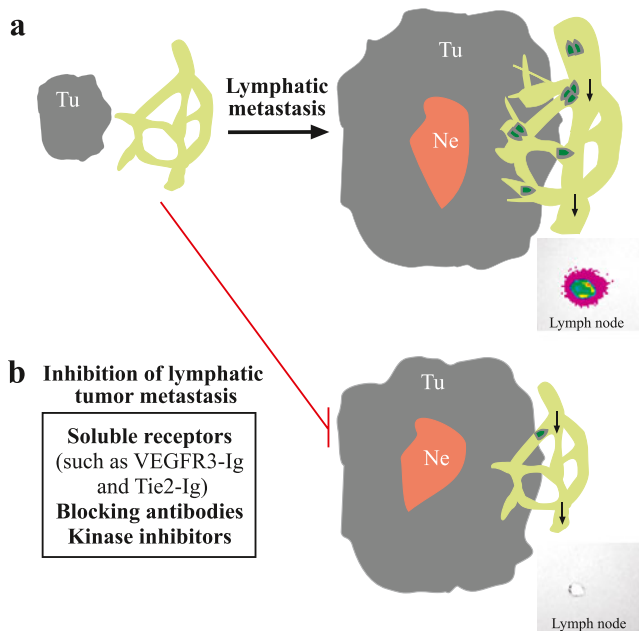 a
Tu
Lymphatic
metastasis
Tu
Ne
Lymph node
b
Inhibition of lymphatic
tumor metastasis
Soluble receptors
(such as VEGFR3-Ig
and Tie2-Ig)
Blocking antibodies
Kinase inhibitors
Tu
Ne
Lymph node